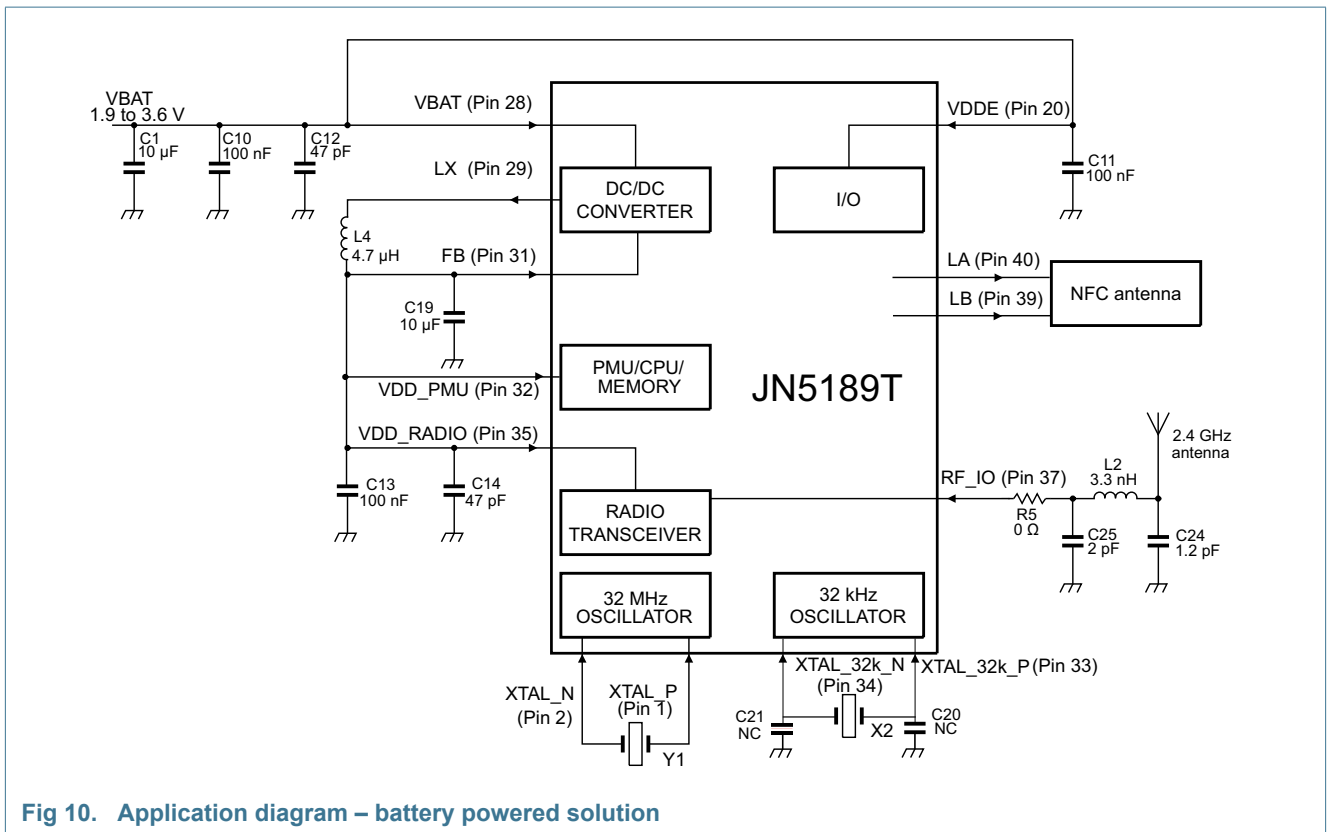 VBAT
1.9 to 3.6 V
C1
10 µF
C10
100 nF
C12
47 pF
VBAT (Pin 28)
VDDE (Pin 20)
C11
100 nF
LX (Pin 29)
DC/DC
CONVERTER
I/O
L4
4.7 µH
FB (Pin 31)
C19
10 µF
LA (Pin 40)
LB (Pin 39)
NFC antenna
PMU/CPU/
MEMORY
VDD_PMU (Pin 32)
JN5189T
VDD_RADIO (Pin 35)
C13
100 nF
C14
47 pF
RADIO
TRANSCEIVER
RF_IO (Pin 37)
R5
0 Ω
L2
3.3 nH
2.4 GHz
antenna
C25
2 pF
C24
1.2 pF
32 MHz
OSCILLATOR
32 kHz
OSCILLATOR
XTAL_N
(Pin 2)
XTAL_P
(Pin 1)
Y1
XTAL_32k_N
(Pin 34)
XTAL_32k_P (Pin 33)
C21
NC
X2
C20
NC
Fig 10. Application diagram – battery powered solution